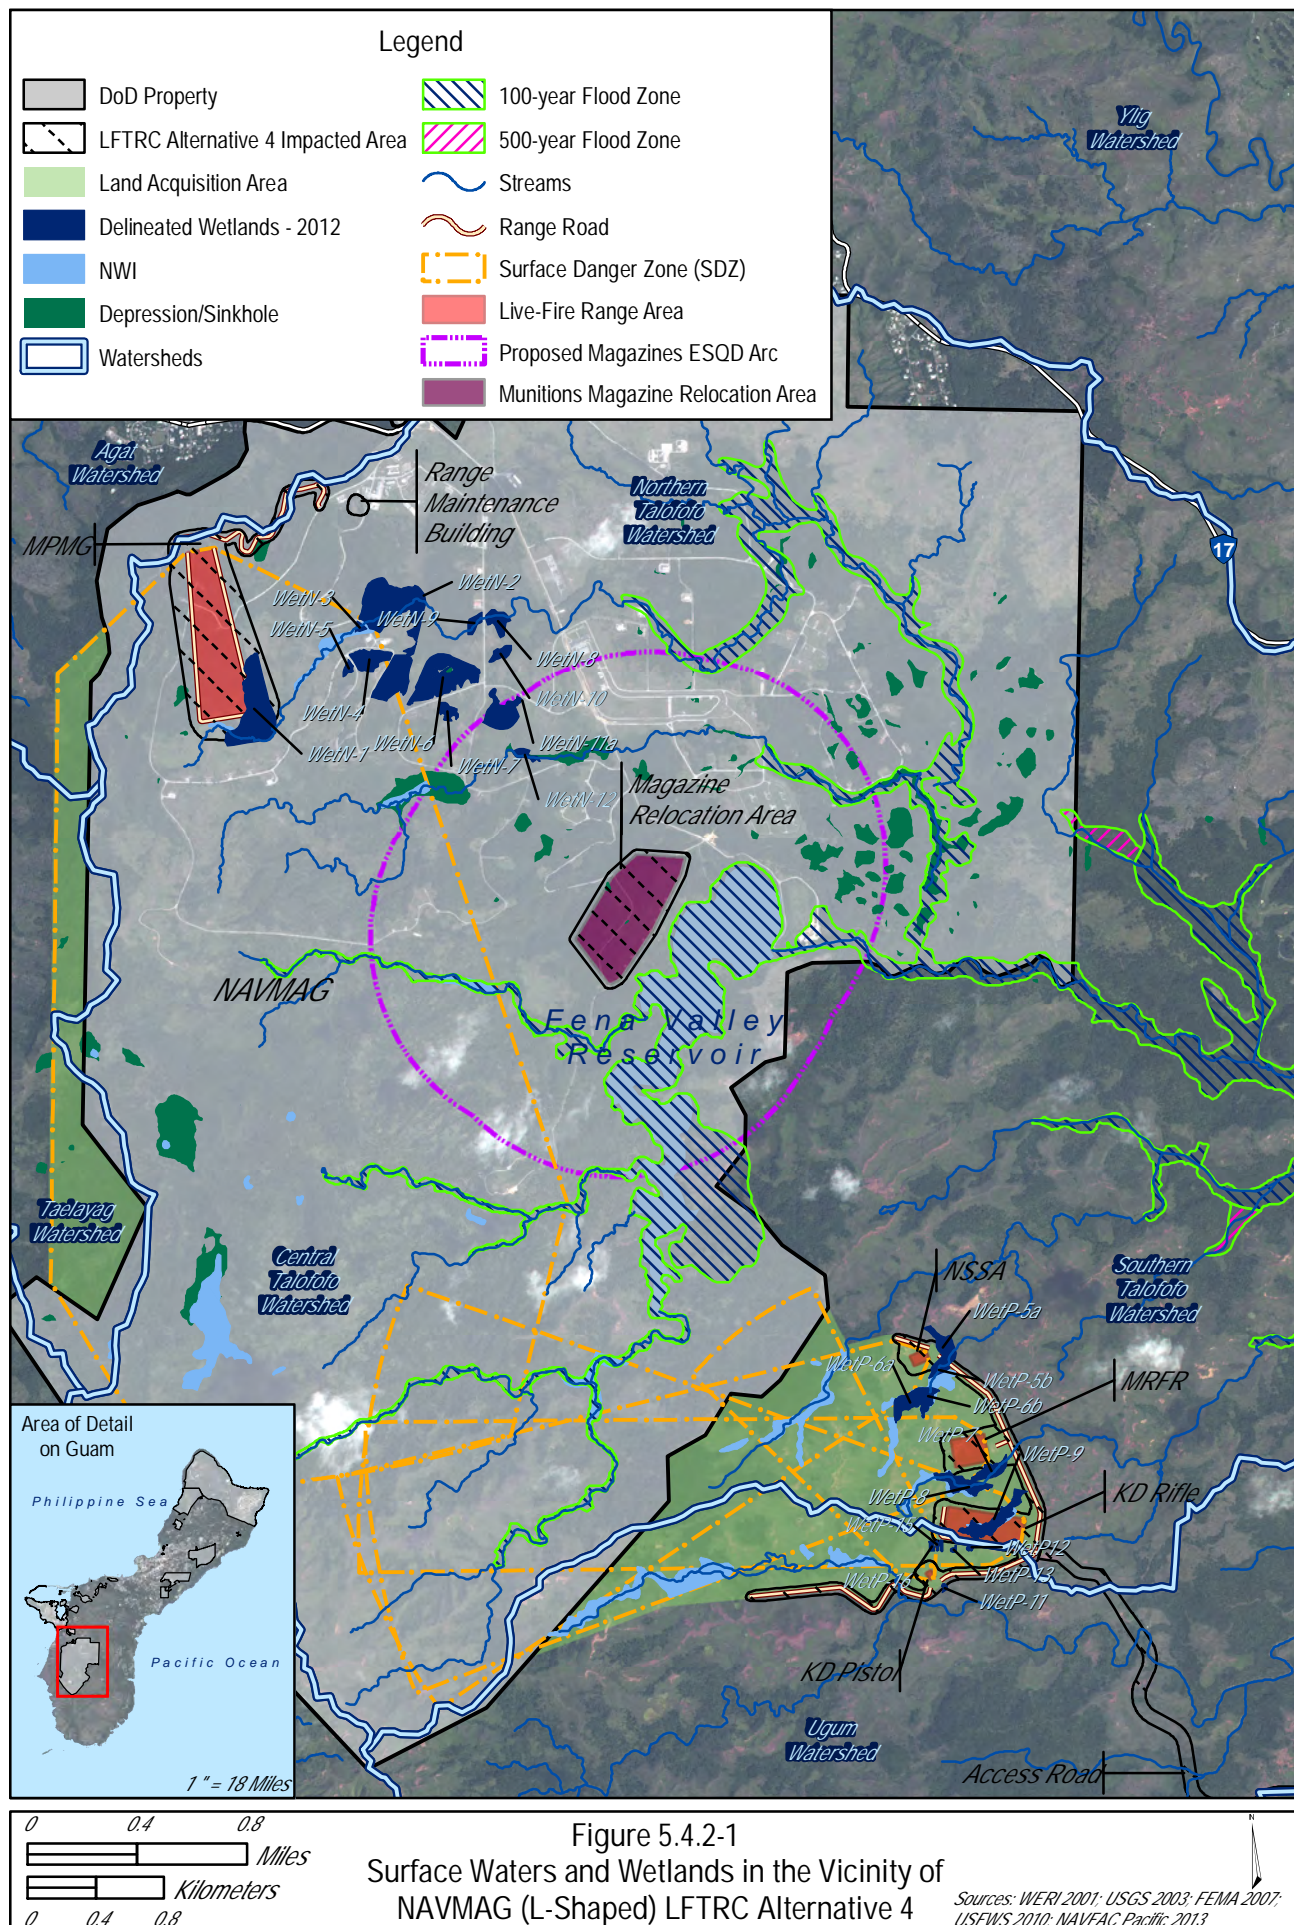 Legend
DoD Property
LFTRC Alternative 4 Impacted Area
Land Acquisition Area
Delineated Wetlands - 2012
NWI
Depression/Sinkhole
Watersheds
100-year Flood Zone
500-year Flood Zone
Streams
Range Road
Surface Danger Zone (SDZ)
Live-Fire Range Area
Proposed Magazines ESQD Arc
Munitions Magazine Relocation Area
Ylig
Watershed
Agat
Watershed
Range
Maintenance
Building
Northern
Talofofo
Watershed
MPMG
17
WetN-2
WetN-3
WetN-9
WetN-5
WetN-8
WetN-10
WetN-4
WetN-6
WetN-11a
WetN-1
WetN-7
WetN-12
Magazine
Relocation Area
NAVMAG
Fena Valley
Reservoir
Taelayag
Watershed
Central
Talofofo
Watershed
NSSA
Southern
Talofofo
Watershed
WetP-5a
WetP-6a
WetP-5b
MRFR
WetP-6b
WetP-7
WetP-9
WetP-8
KD Rifle
WetP-15
WetP12
WetP-13
WetP-16
WetP-11
KD Pistol
Ugum
Watershed
Access Road
Area of Detail
on Guam
Philippine Sea
Pacific Ocean
1 " = 18 Miles
0 0.4 0.8
Miles
Kilometers
0 0.4 0.8
Figure 5.4.2-1
Surface Waters and Wetlands in the Vicinity of
NAVMAG (L-Shaped) LFTRC Alternative 4
N
Sources: WERI 2001; USGS 2003; FEMA 2007;
USFWS 2010; NAVFAC Pacific 2013